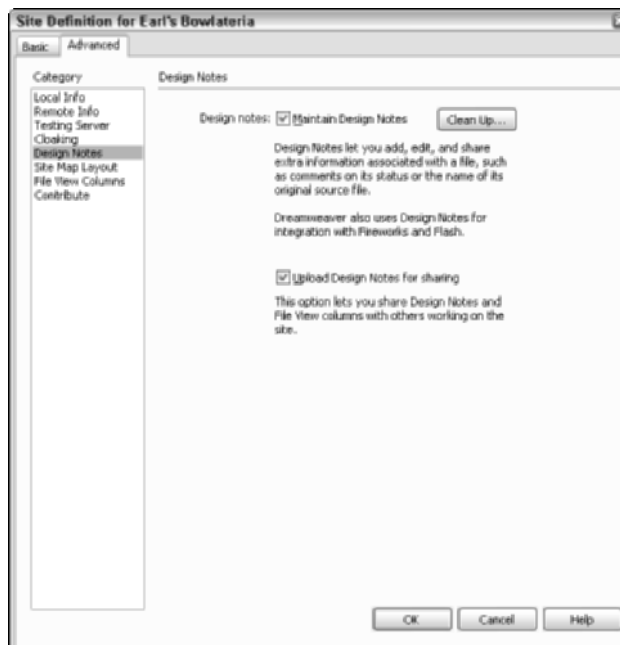 Site Definition for Earl's Bowlateria
Basic
Advanced
Category
Local Info
Remote Info
Testing Server
Cloaking
Design Notes
Site Map Layout
File View Columns
Contribute
Design Notes
Design notes: Maintain Design Notes
Clean Up...
Design Notes let you add, edit, and share
extra information associated with a file, such
as comments on its status or the name of its
original source file.
Dreamweaver also uses Design Notes for
integration with Fireworks and Flash.
Upload Design Notes for sharing
This option lets you share Design Notes and
File View columns with others working on the
site.
OK
Cancel
Help